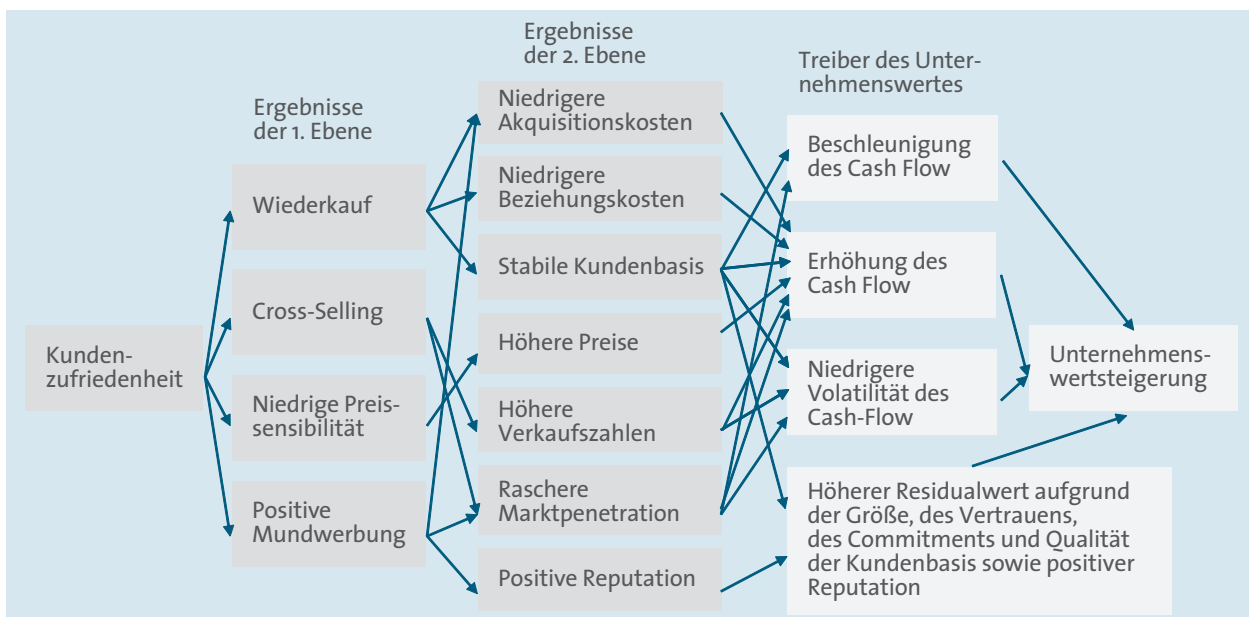 Ergebnisse
der 1. Ebene
Ergebnisse
der 2. Ebene
Treiber des Unter-
nehmenswertes
Kunden-
zufriedenheit
Wiederkauf
Cross-Selling
Niedrige Preis-
sensibilität
Positive
Mundwerbung
Niedrigere
Akquisitionskosten
Niedrigere
Beziehungskosten
Stabile Kundenbasis
Höhere Preise
Höhere
Verkaufszahlen
Raschere
Marktpenetration
Positive Reputation
Beschleunigung
des Cash Flow
Erhöhung des
Cash Flow
Niedrigere
Volatilität des
Cash-Flow
Höherer Residualwert aufgrund
der Größe, des Vertrauens,
des Commitments und Qualität
der Kundenbasis sowie positiver
Reputation
Unternehmens-
wertsteigerung